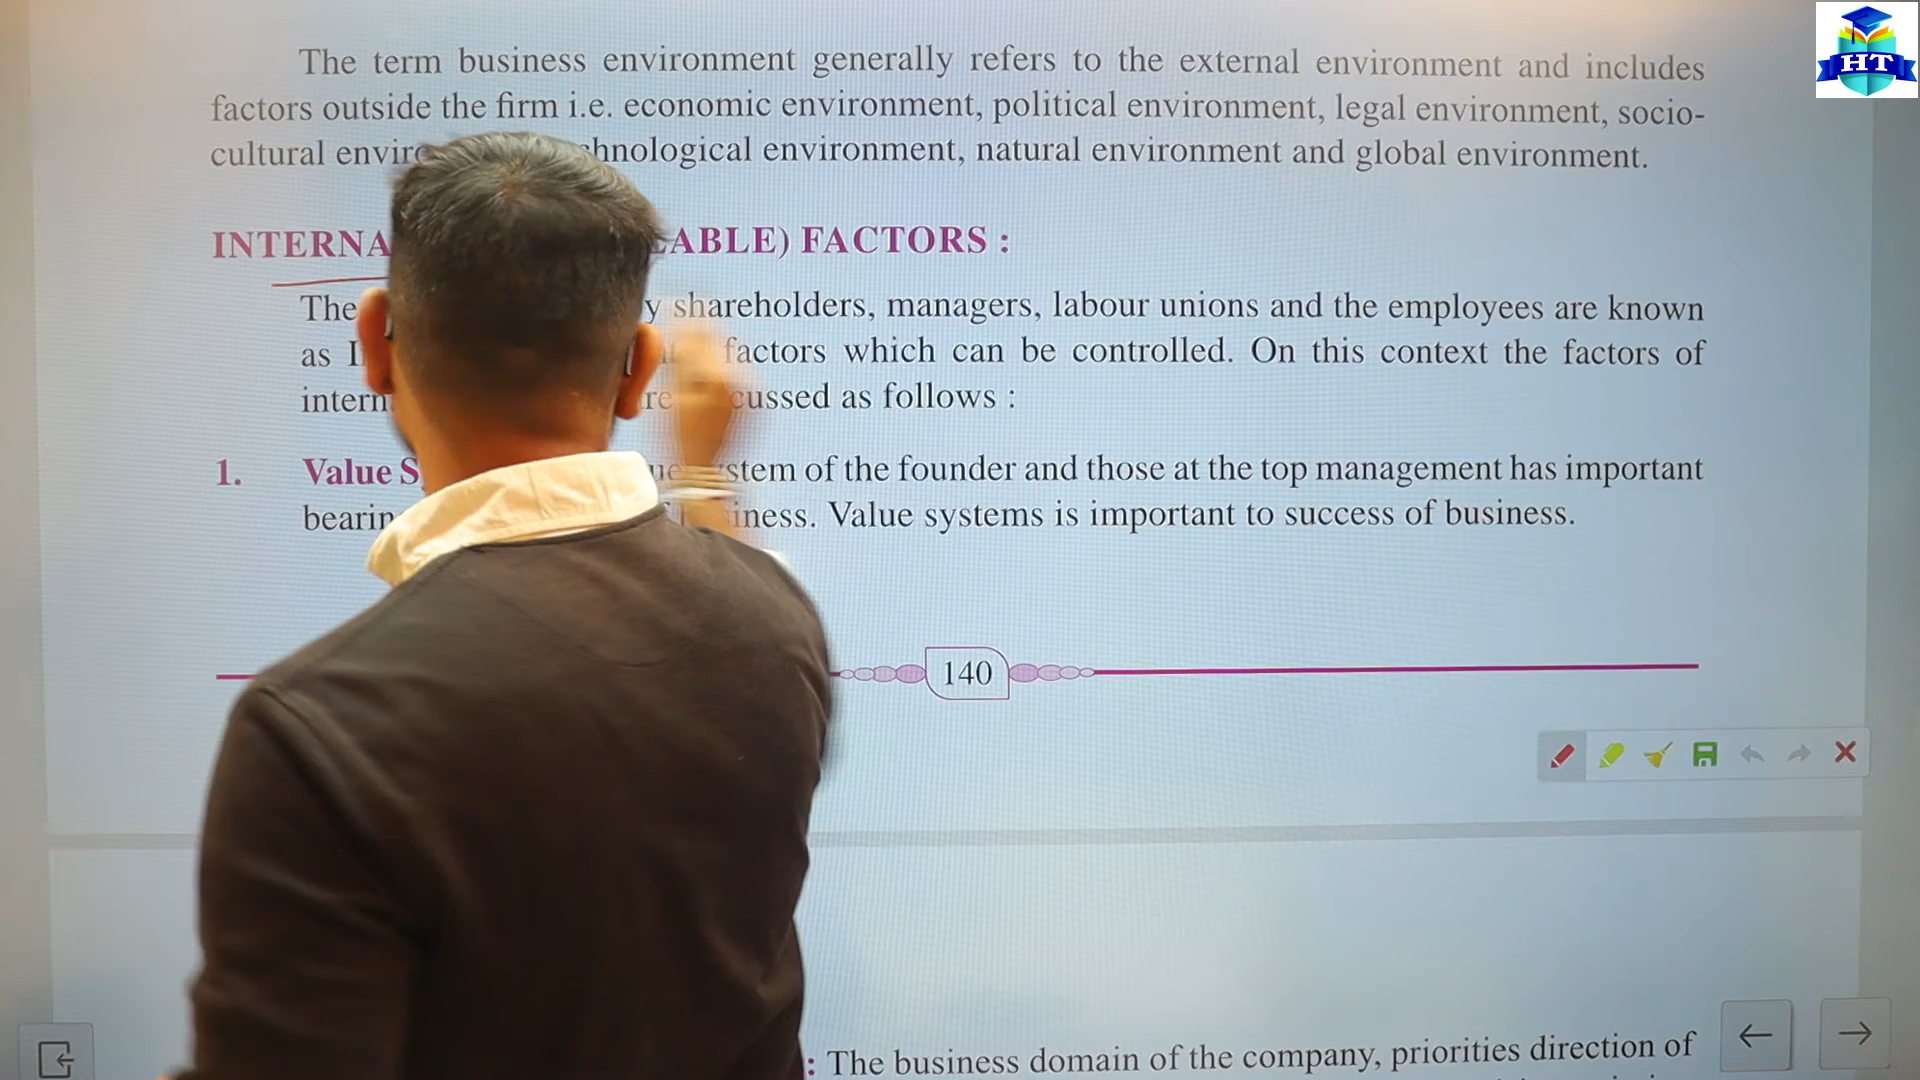 HT
The term business environment generally refers to the external environment and includes
factors outside the firm i.e. economic environment, political environment, legal environment, socio-
cultural hnological environment, natural environment and global environment.
INTERNA LABLE) FACTORS :
The y shareholders, managers, labour unions and the employees are known
as I factors which can be controlled. On this context the factors of
intern re cussed as follows :
1. Value S stem of the founder and those at the top management has important
bearin iness. Value systems is important to success of business.
140
: The business domain of the company, priorities direction of